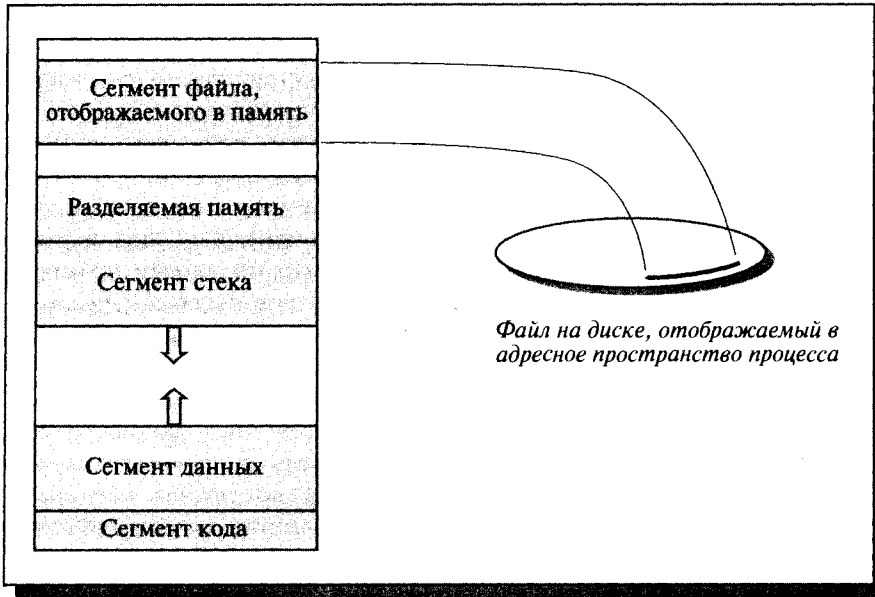 Сегмент файла,
отображаемого в память
Разделяемая память
Сегмент стека
Файл на диске, отображаемый в
адресное пространство процесса
Сегмент данных
Сегмент кода